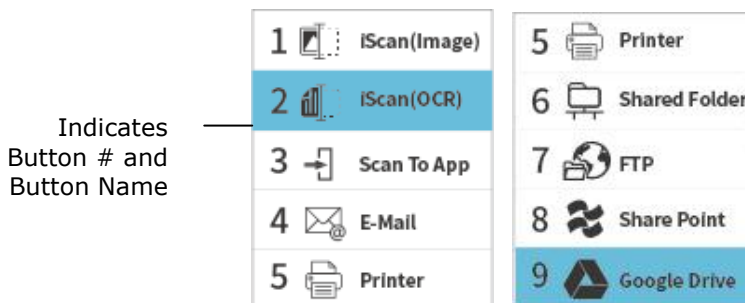 Indicates
Button # and
Button Name
1 iScan(Image)
2 iScan(OCR)
3 Scan To App
4 @ E-Mail
5 Printer
5 Printer
6 Shared Folder
7 FTP
8 Share Point
9 Google Drive